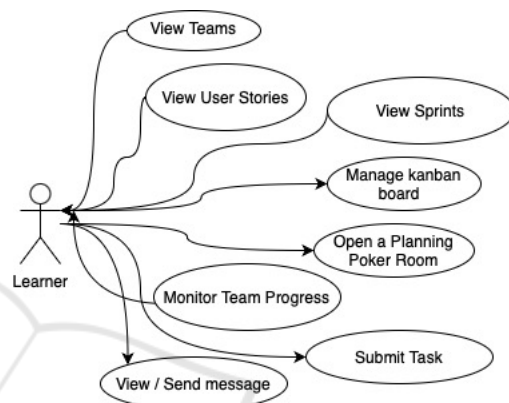 View Teams
View User Stories
View Sprints
Manage kanban
board
Open a Planning
Poker Room
Learner
Monitor Team Progress
Submit Task
View / Send message